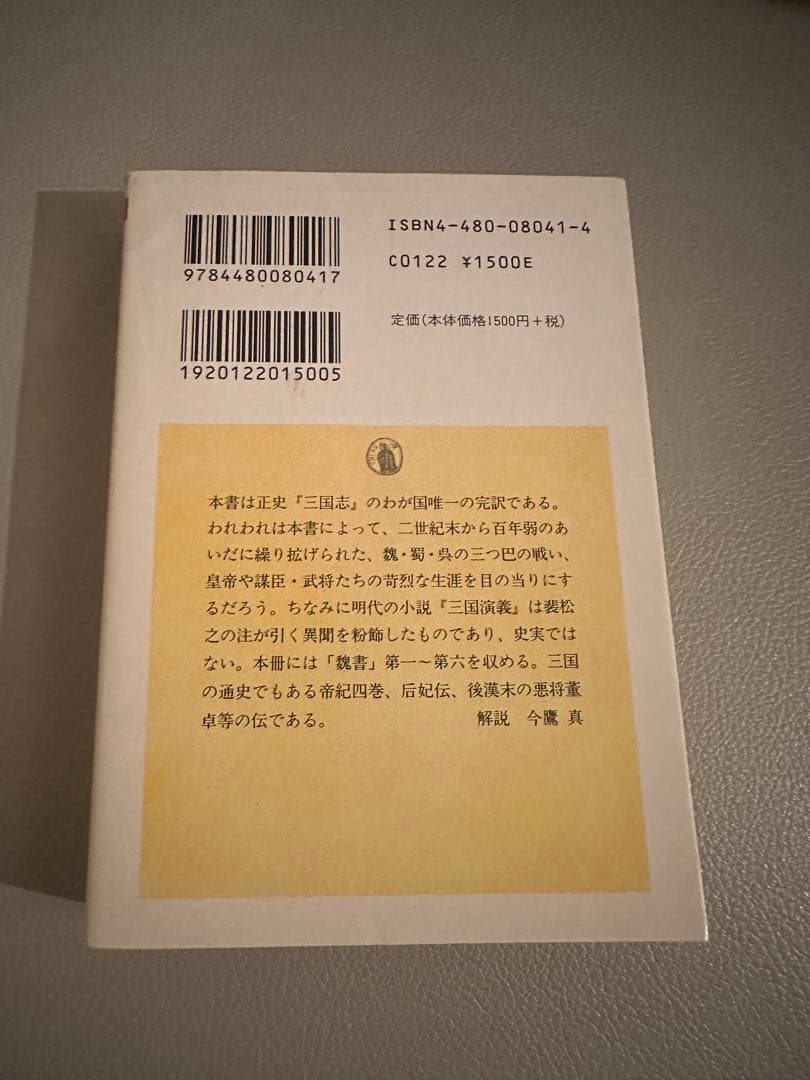 9784480080417
1920122015005
ISBN4-480-08041-4
C0122 ¥1500E
定価(本体価格1500円+税)
本書は正史『三国志』のわが国唯一の完訳である。
われわれは本書によって、二世紀末から百年弱のあ
いだに繰り拡げられた、魏・蜀・呉の三つ巴の戦い、
皇帝や謀臣・武将たちの苛烈な生涯を目の当りにす
るだろう。ちなみに明代の小説『三国演義』は裴松
之の注が引く異聞を粉飾したものであり、史実では
ない。本冊には「魏書」第一〜第六を収める。三国
の通史でもある帝紀四巻、后妃伝、後漢末の悪将董
卓等の伝である。
解説 今鷹 真